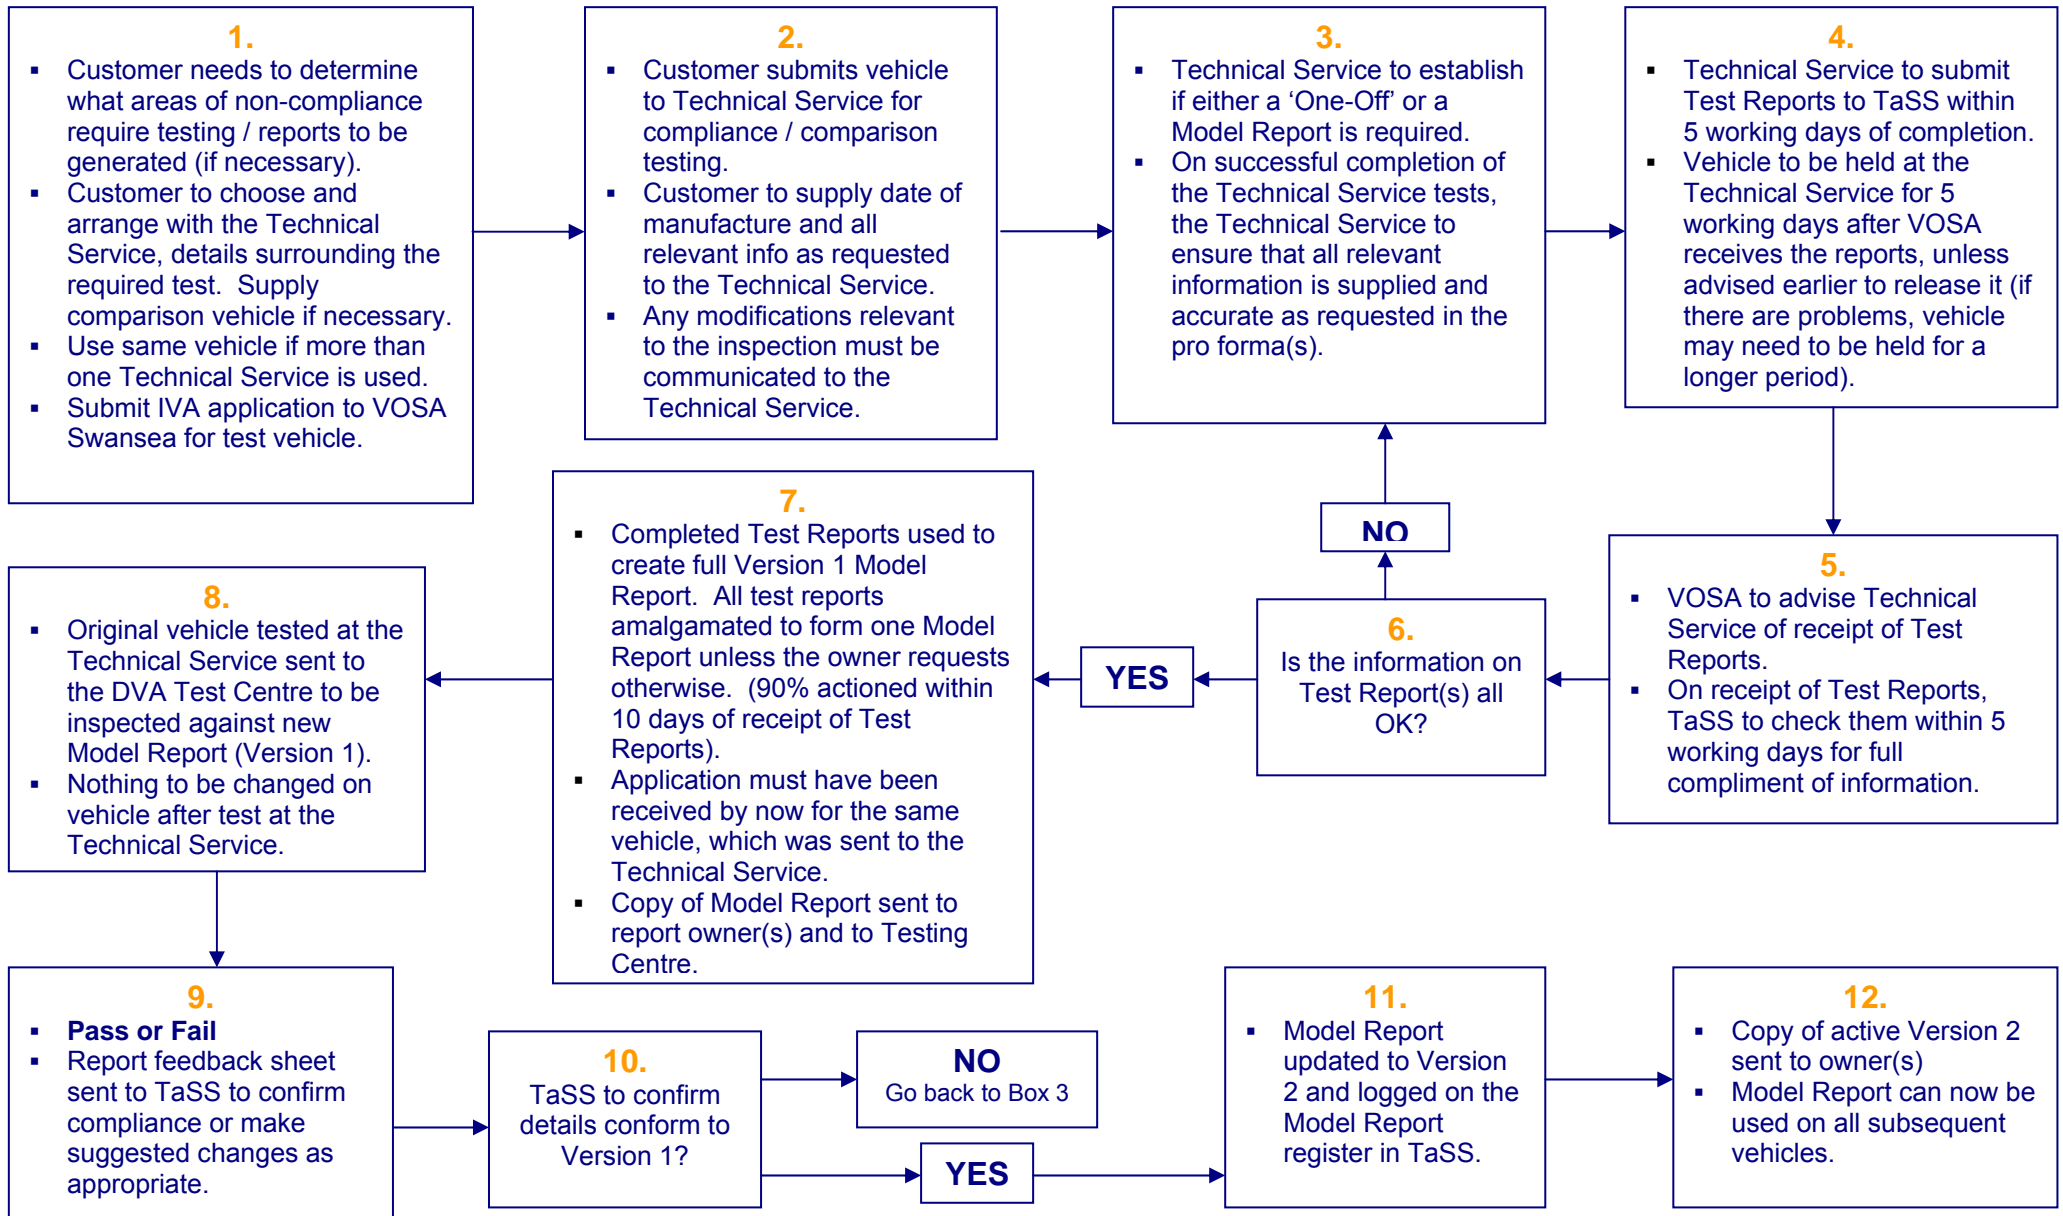 1.
▪ Customer needs to determine
what areas of non-compliance
require testing / reports to be
generated (if necessary).
▪ Customer to choose and
arrange with the Technical
Service, details surrounding the
required test.  Supply
comparison vehicle if necessary.
▪ Use same vehicle if more than
one Technical Service is used.
▪ Submit IVA application to VOSA
Swansea for test vehicle.
2.
▪ Customer submits vehicle
to Technical Service for
compliance / comparison
testing.
▪ Customer to supply date of
manufacture and all
relevant info as requested
to the Technical Service.
▪ Any modifications relevant
to the inspection must be
communicated to the
Technical Service.
3.
▪ Technical Service to establish
if either a ‘One-Off’ or a
Model Report is required.
▪ On successful completion of
the Technical Service tests,
the Technical Service to
ensure that all relevant
information is supplied and
accurate as requested in the
pro forma(s).
4.
▪ Technical Service to submit
Test Reports to TaSS within
5 working days of completion.
▪ Vehicle to be held at the
Technical Service for 5
working days after VOSA
receives the reports, unless
advised earlier to release it (if
there are problems, vehicle
may need to be held for a
longer period).
5.
▪ VOSA to advise Technical
Service of receipt of Test
Reports.
▪ On receipt of Test Reports,
TaSS to check them within 5
working days for full
compliment of information.
6.
Is the information on
Test Report(s) all
OK?
NO
YES
7.
▪ Completed Test Reports used to
create full Version 1 Model
Report.  All test reports
amalgamated to form one Model
Report unless the owner requests
otherwise.  (90% actioned within
10 days of receipt of Test
Reports).
▪ Application must have been
received by now for the same
vehicle, which was sent to the
Technical Service.
▪ Copy of Model Report sent to
report owner(s) and to Testing
Centre.
8.
▪ Original vehicle tested at the
Technical Service sent to
the DVA Test Centre to be
inspected against new
Model Report (Version 1).
▪ Nothing to be changed on
vehicle after test at the
Technical Service.
9.
▪ Pass or Fail
▪ Report feedback sheet
sent to TaSS to confirm
compliance or make
suggested changes as
appropriate.
10.
TaSS to confirm
details conform to
Version 1?
NO
Go back to Box 3
YES
11.
▪ Model Report
updated to Version
2 and logged on the
Model Report
register in TaSS.
12.
▪ Copy of active Version 2
sent to owner(s)
▪ Model Report can now be
used on all subsequent
vehicles.